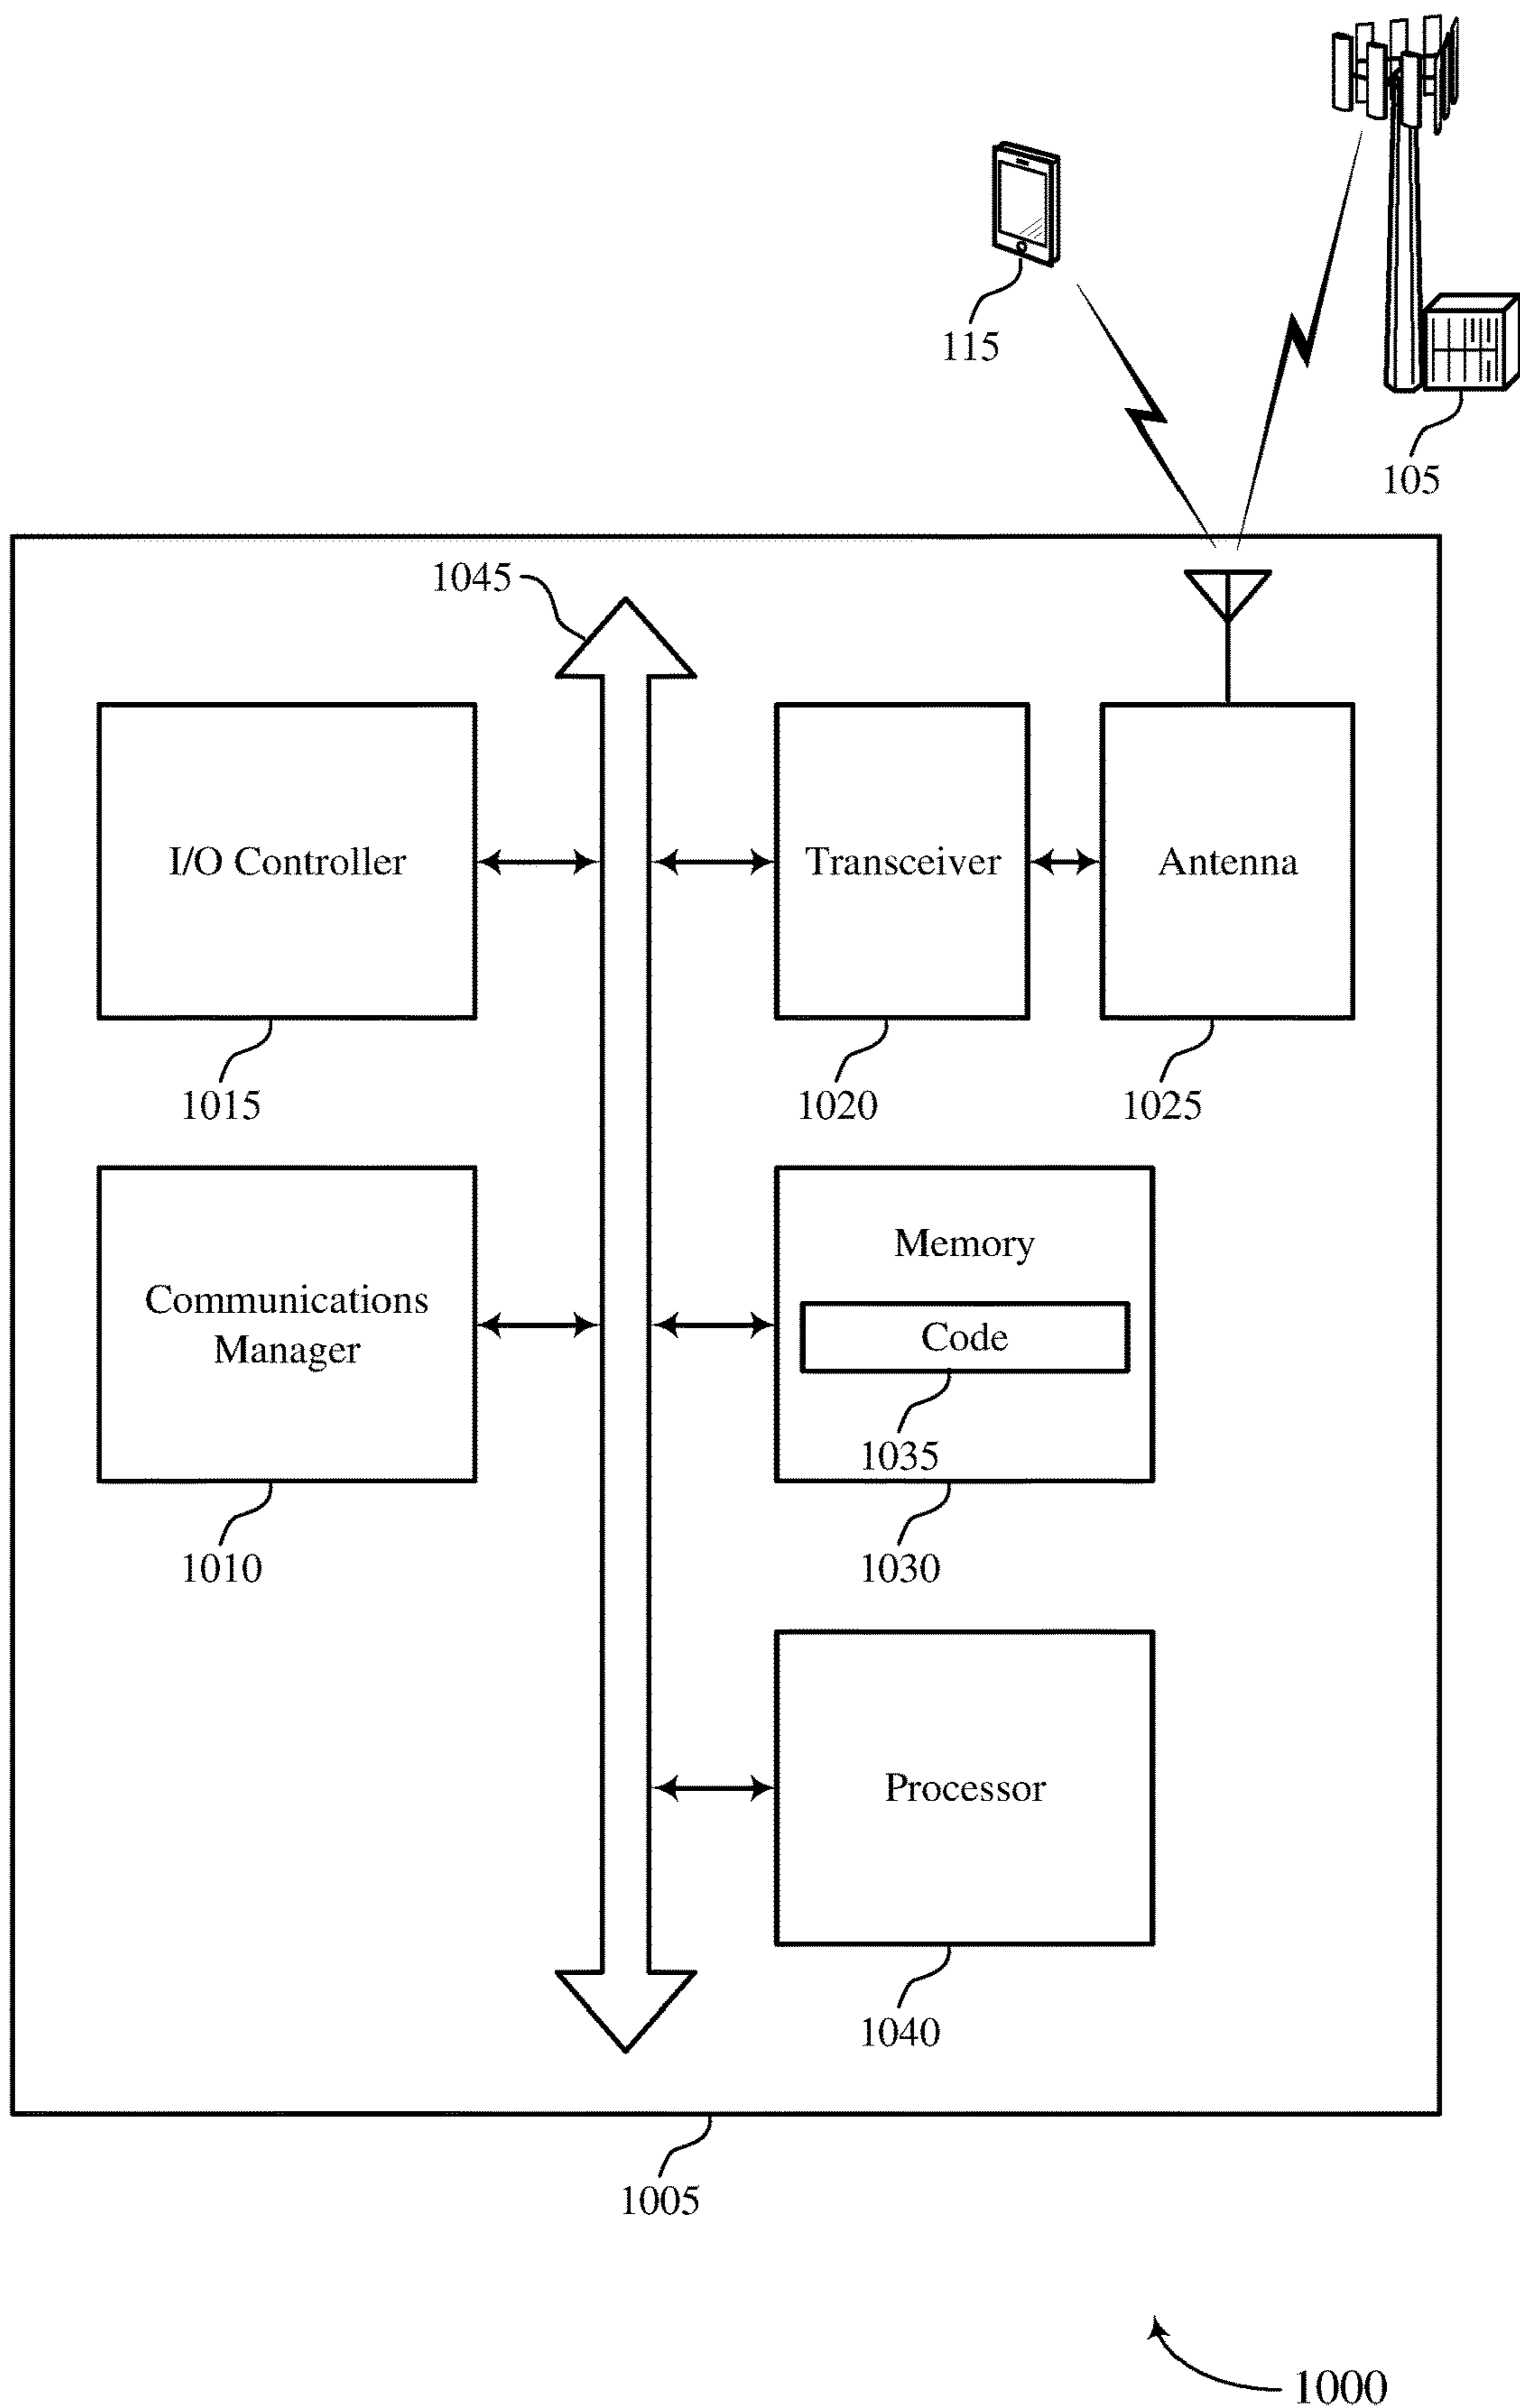 115
105
1045
I/O Controller
Transceiver
Antenna
1015
1020
1025
Communications
Manager
Memory
Code
1035
1010
1030
Processor
1040
1005
1000